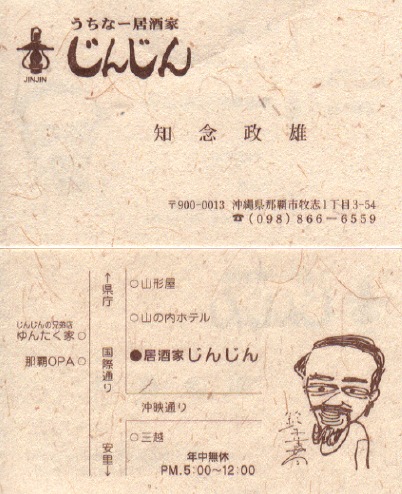 うちなー居酒家
じんじん
JINJIN
知念政雄
〒900-0013 沖縄県那覇市牧志1丁目3-54
☎(098)866-6559
↑県庁
国際通り
安里↓
○山形屋
○山の内ホテル
●居酒家じんじん
沖映通り
○三越
じんじんの兄弟店
ゆんたく家○
那覇OPA○
年中無休
PM.5:00~12:00